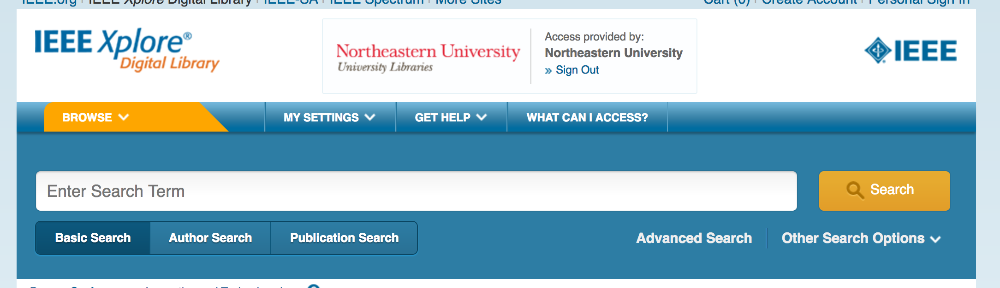 IEEE.org | IEEE Xplore Digital Library | IEEE-SA | IEEE Spectrum | More Sites
Cart (0) | Create Account | Personal Sign In
IEEE Xplore®
Digital Library
Northeastern University
University Libraries
Access provided by:
Northeastern University
» Sign Out
IEEE
BROWSE
MY SETTINGS
GET HELP
WHAT CAN I ACCESS?
Enter Search Term
Search
Basic Search
Author Search
Publication Search
Advanced Search
Other Search Options